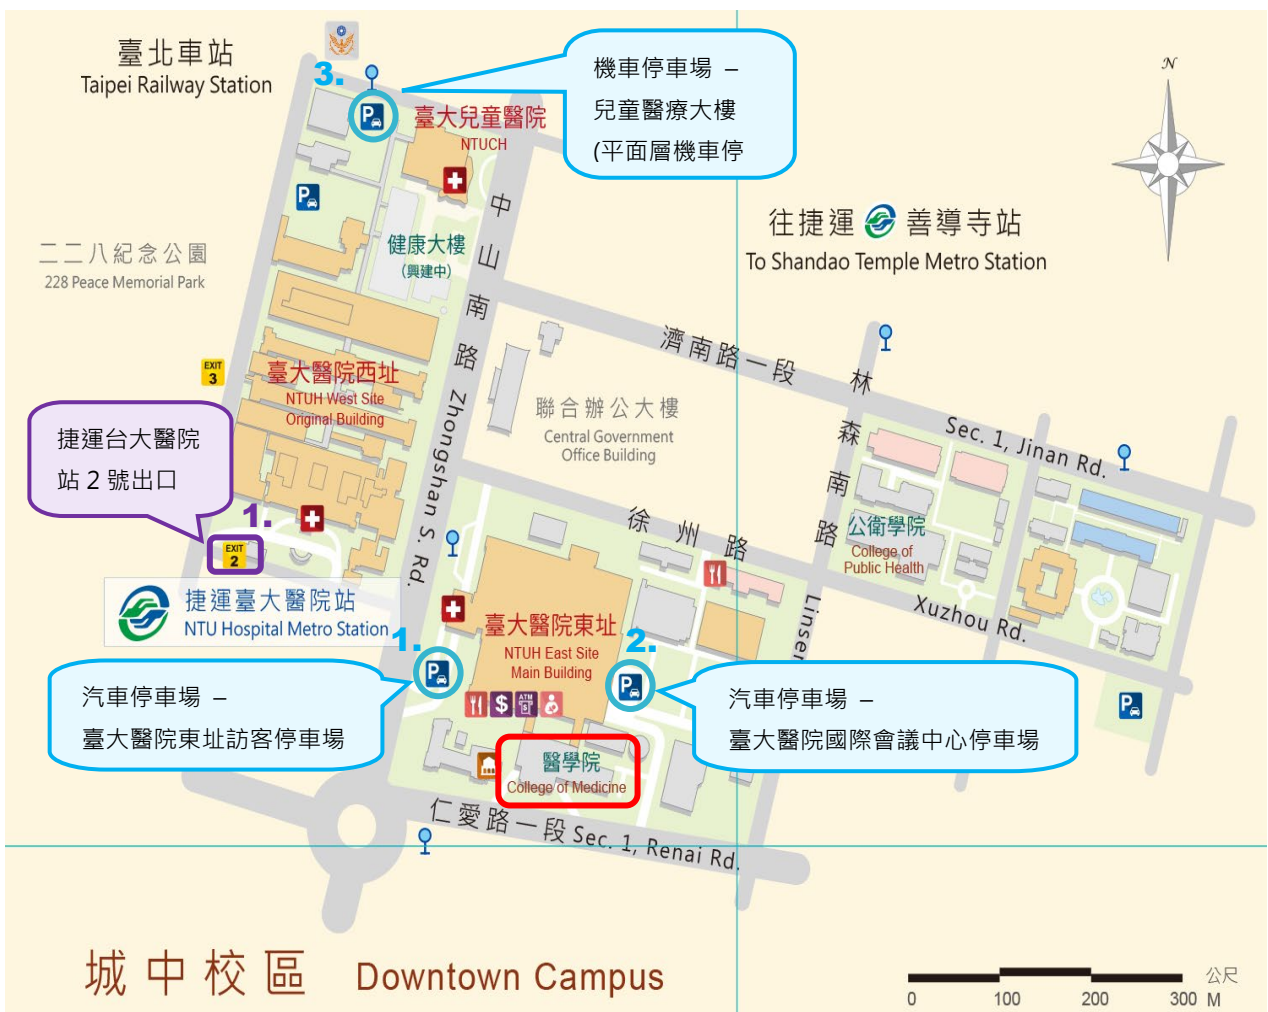 臺北車站
Taipei Railway Station
3.
P
機車停車場 –
兒童醫療大樓
(平面層機車停
臺大兒童醫院
NTUCH
N
P
中山南路 Zhongshan S. Rd.
健康大樓
(興建中)
二二八紀念公園
228 Peace Memorial Park
往捷運 善導寺站
To Shandao Temple Metro Station
濟南路一段
Sec. 1, Jinan Rd.
EXIT
3
臺大醫院西址
NTUH West Site
Original Building
聯合辦公大樓
Central Government
Office Building
林森南路
Linsen
捷運台大醫院
站 2 號出口
1.
EXIT
2
徐州路
Xuzhou Rd.
公衛學院
College of
Public Health
捷運臺大醫院站
NTU Hospital Metro Station
臺大醫院東址
NTUH East Site
Main Building
1.
P
2.
P
P
$
ATM
$
汽車停車場 –
臺大醫院東址訪客停車場
汽車停車場 –
臺大醫院國際會議中心停車場
醫學院
College of Medicine
仁愛路一段 Sec. 1, Renai Rd.
城中校區 Downtown Campus
公尺
0 100 200 300 M